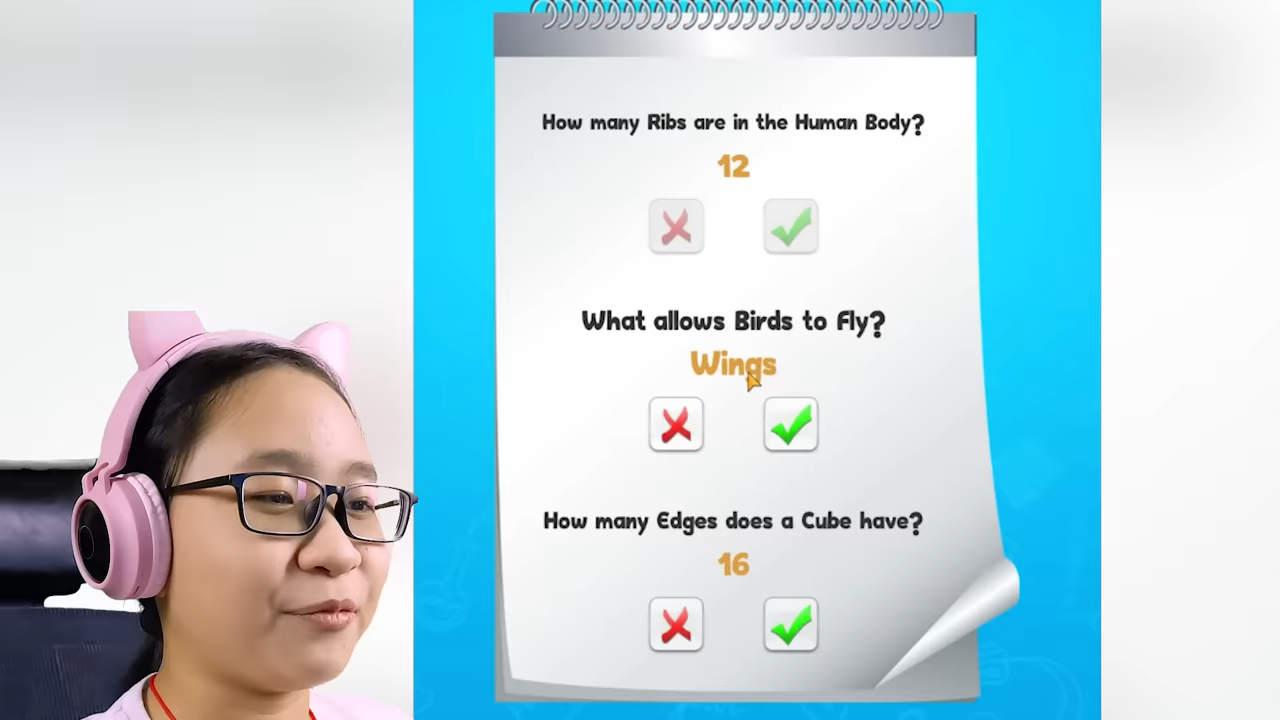 How many Ribs are in the Human Body?
12
What allows Birds to Fly?
Wings
How many Edges does a Cube have?
16